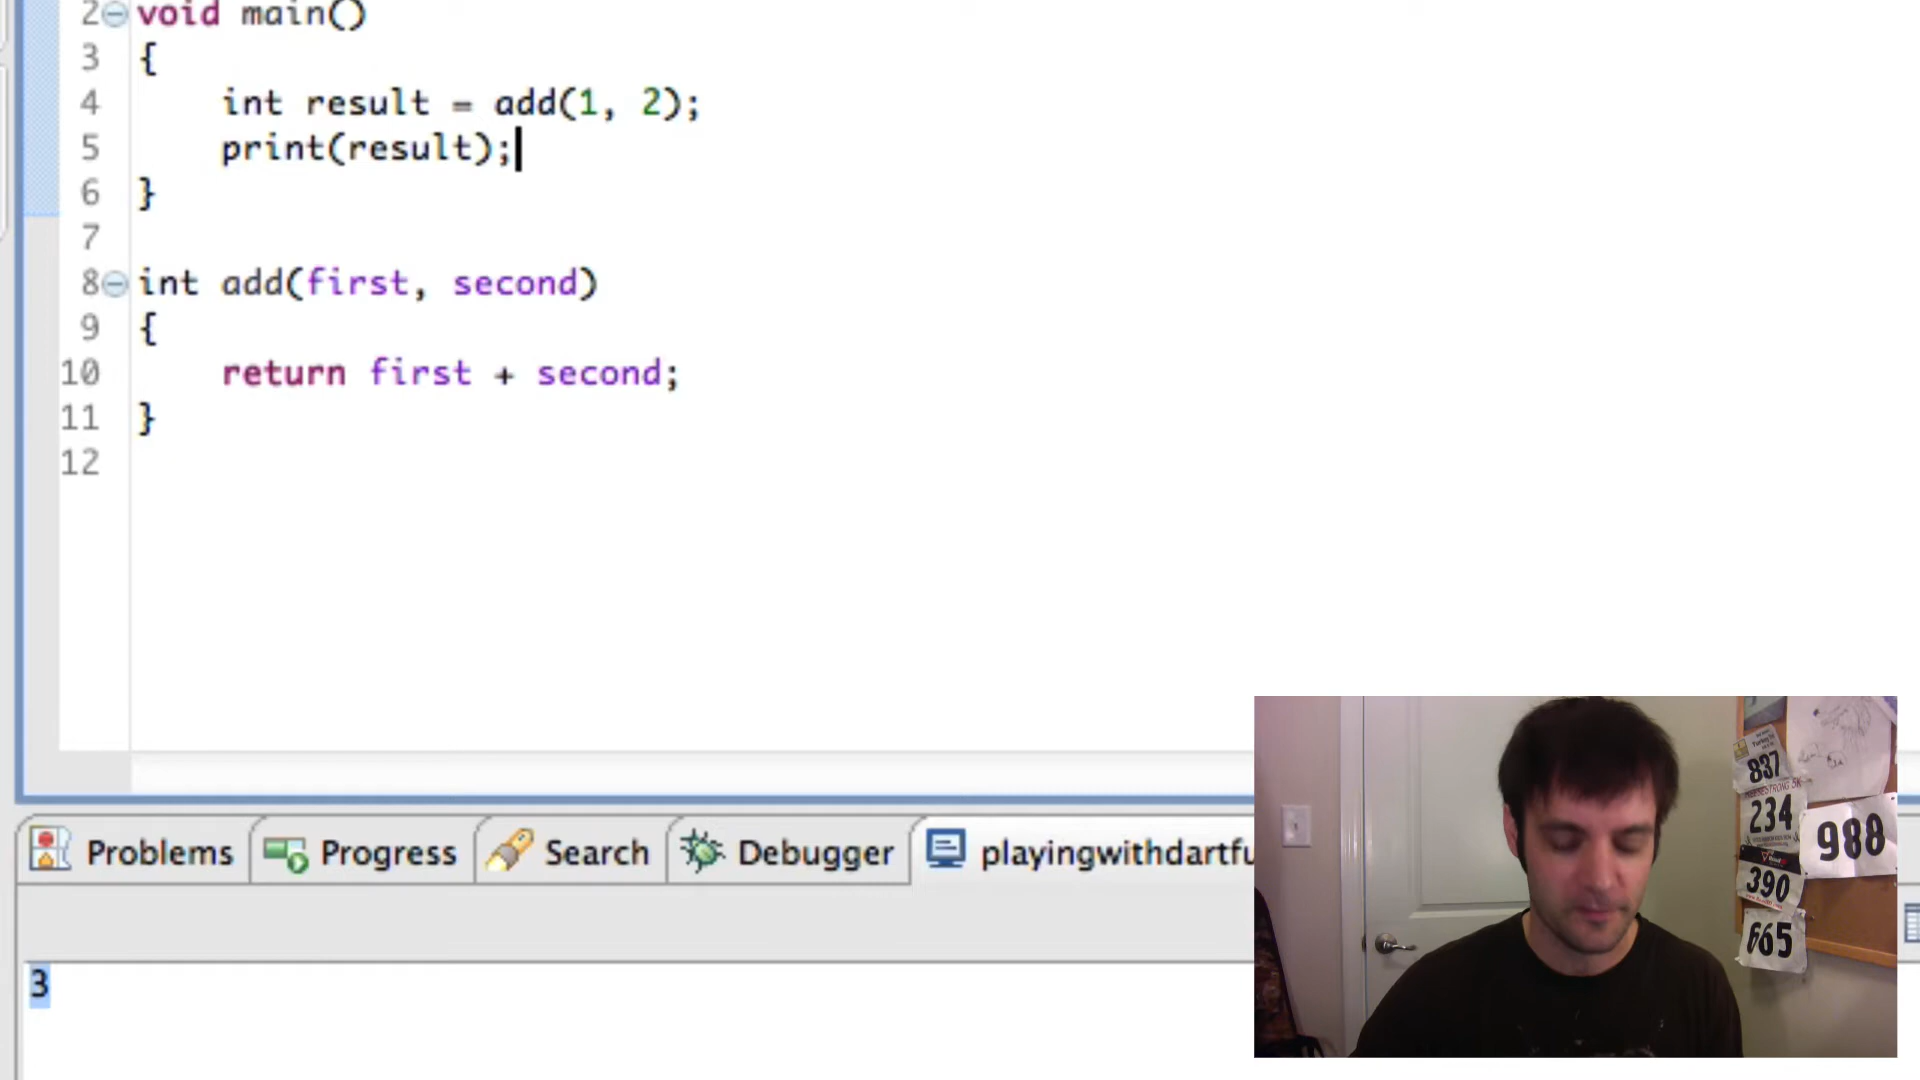 2 void main()
3 {
4 int result = add(1, 2);
5 print(result);
6 }
7
8 int add(first, second)
9 {
10 return first + second;
11 }
12
Problems Progress Search Debugger playingwithdartfu
3
837
234
988
390
665